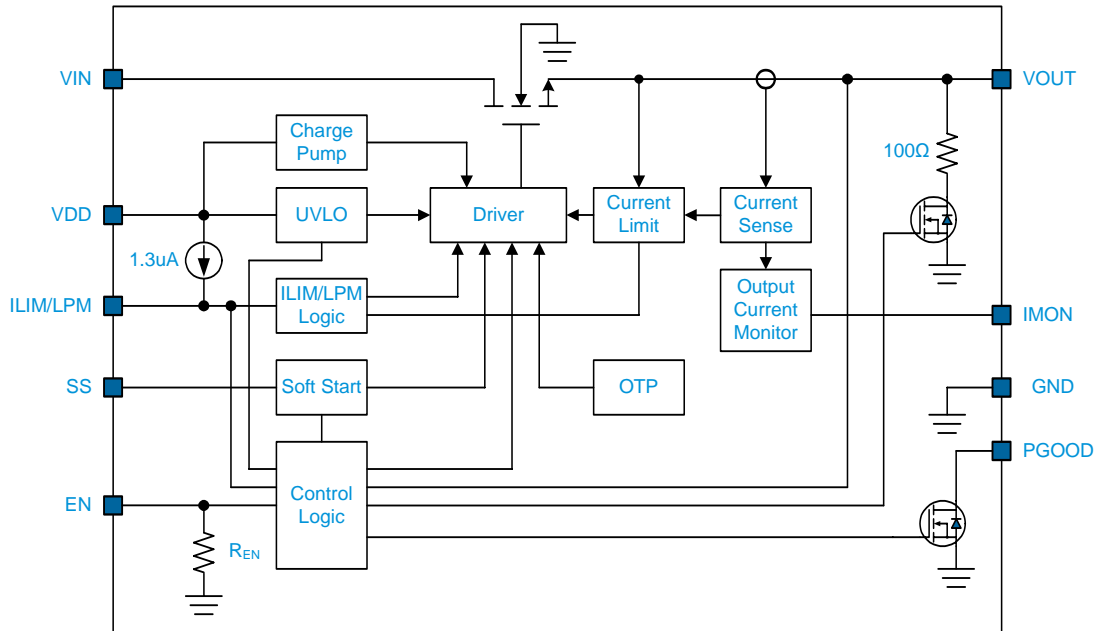 VIN
VOUT
Charge
Pump
100Ω
VDD
UVLO
Driver
Current
Limit
Current
Sense
1.3uA
ILIM/LPM
ILIM/LPM
Logic
Output
Current
Monitor
IMON
SS
Soft Start
OTP
GND
PGOOD
EN
Control
Logic
REN